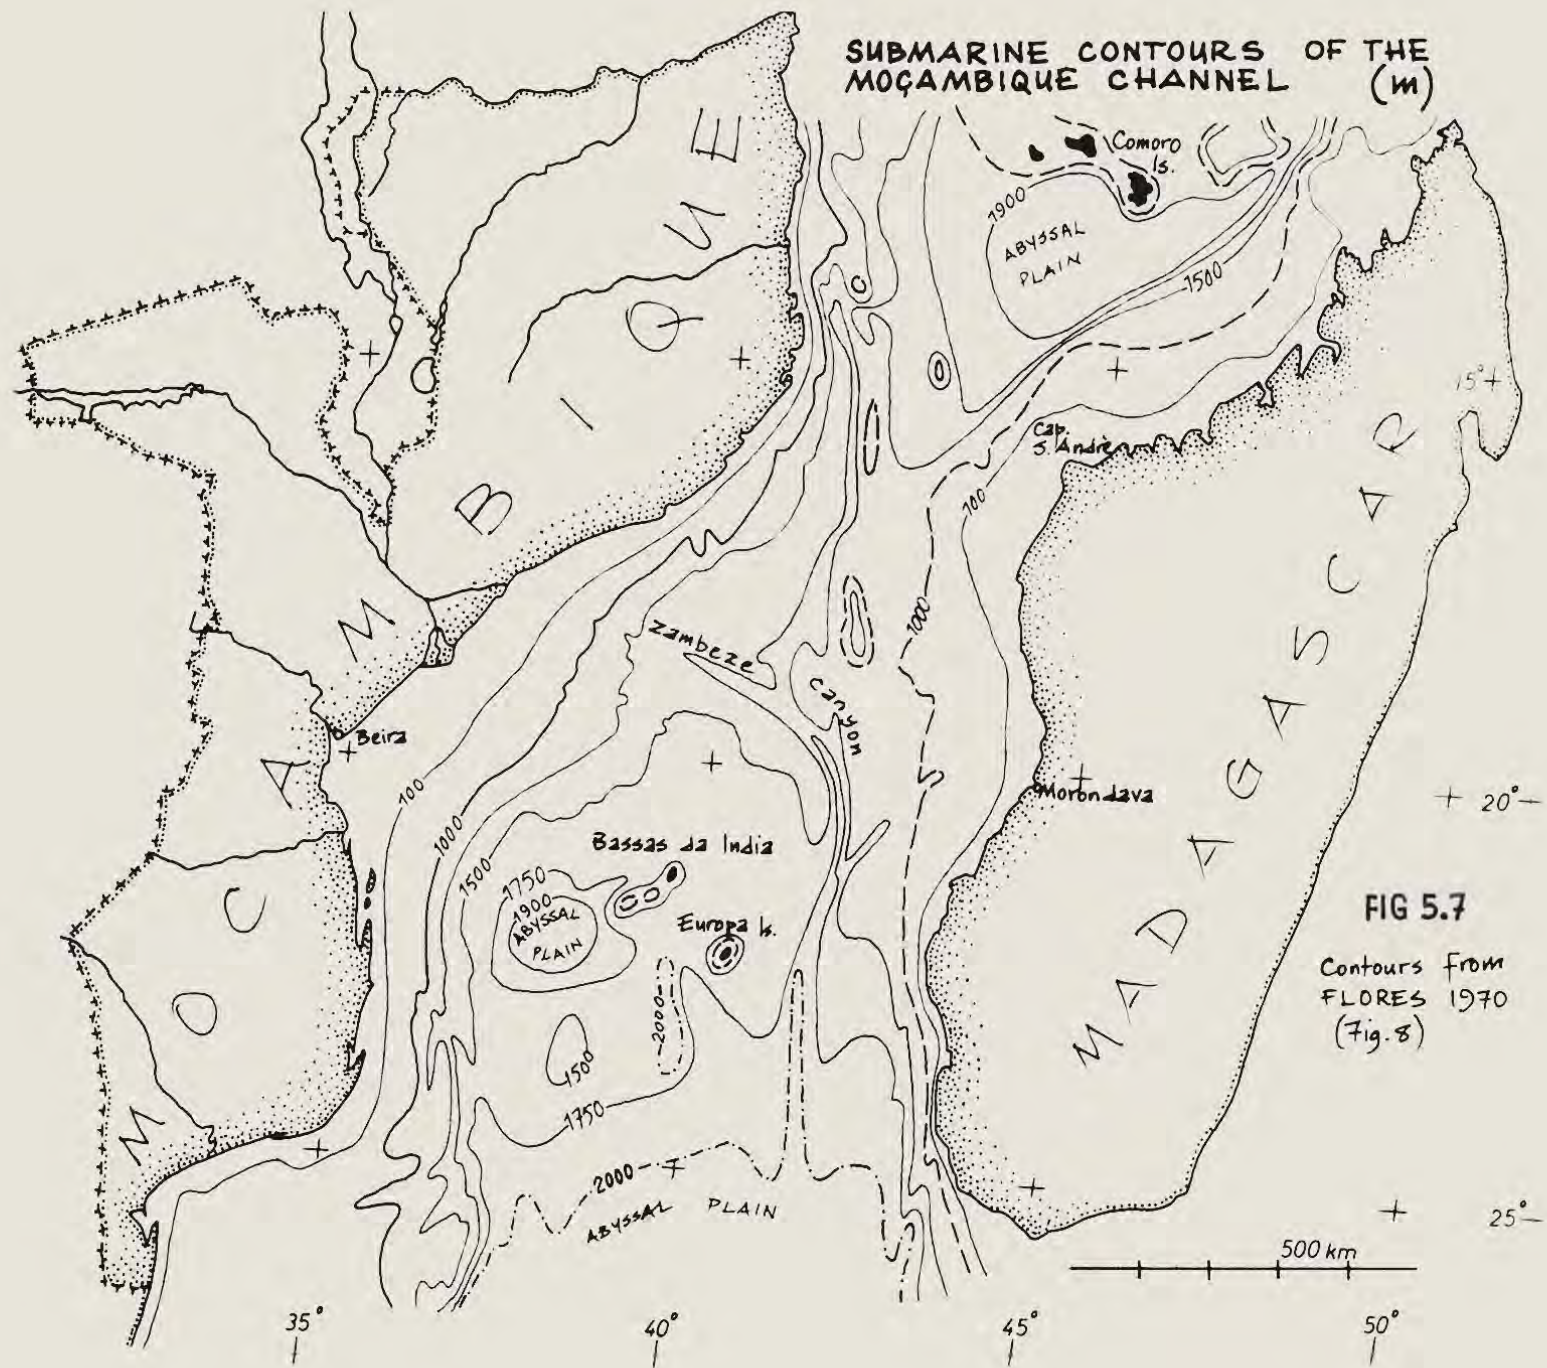 SUBMARINE CONTOURS OF THE
MOÇAMBIQUE CHANNEL (m)
Comoro
Is.
1900
ABYSSAL
PLAIN
1500
15°
Cap.
S. Andre
100
1000
MOÇAMBIQUE
MADAGASCAR
Zambeze
Canyon
Beira
100
1000
1500
Morondava
20°
Bassas da India
1750
1900
ABYSSAL
PLAIN
Europa Is.
2000
1500
1750
2000
ABYSSAL PLAIN
FIG 5.7
Contours from
FLORES 1970
(Fig. 8)
25°
500 km
35°
40°
45°
50°